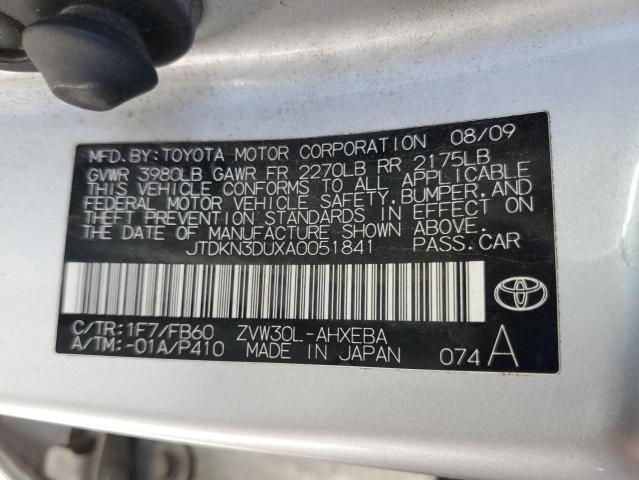 MFD. BY: TOYOTA MOTOR CORPORATION 08/09
GVWR 3980LB GAWR FR 2270LB RR 2175LB
THIS VEHICLE CONFORMS TO ALL APPLICABLE
FEDERAL MOTOR VEHICLE SAFETY, BUMPER, AND
THEFT PREVENTION STANDARDS IN EFFECT ON
THE DATE OF MANUFACTURE SHOWN ABOVE.
JTDKN3DUXA0051841 PASS. CAR
C/TR: 1F7/FB60 ZVW30L-AHXEBA
A/TM: -01A/P410 MADE IN JAPAN 074 A